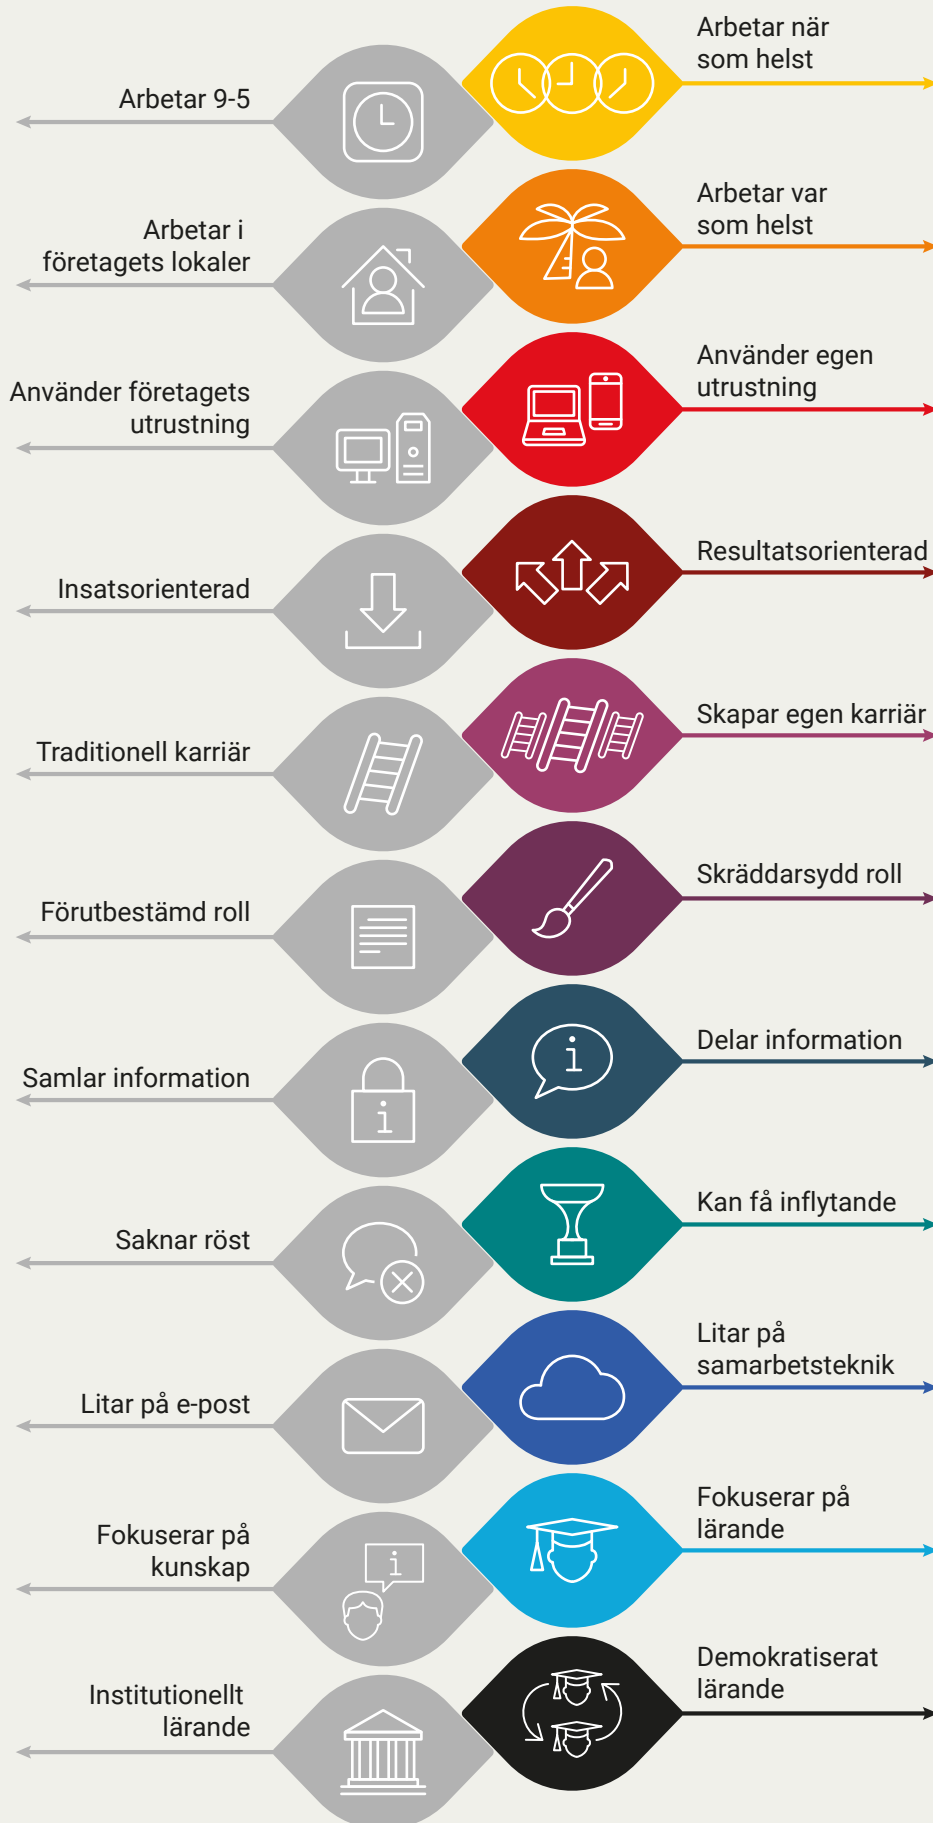 Arbetar när
som helst
Arbetar 9-5
Arbetar var
som helst
Arbetar i
företagets lokaler
Använder egen
utrustning
Använder företagets
utrustning
Resultatsorienterad
Insatsorienterad
Skapar egen karriär
Traditionell karriär
Skräddarsydd roll
Förutbestämd roll
Delar information
i
Samlar information
i
Kan få inflytande
Saknar röst
Litar på
samarbetsteknik
Litar på e-post
Fokuserar på
lärande
Fokuserar på
kunskap
i
Demokratiserat
lärande
Institutionellt
lärande